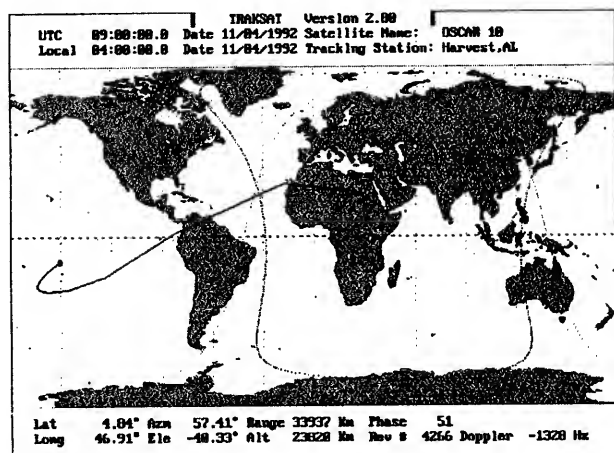 TRAKSAT Version 2.00
UTC 09:00:00.0 Date 11/04/1992 Satellite Name: OSCAR 10
Local 04:00:00.0 Date 11/04/1992 Tracking Station: Harvest,AL
Lat 4.84° Azm 57.41° Range 33937 Km Phase 51
Long 46.91° Ele -40.33° Alt 23820 Km Rev # 4266 Doppler -1328 Hz